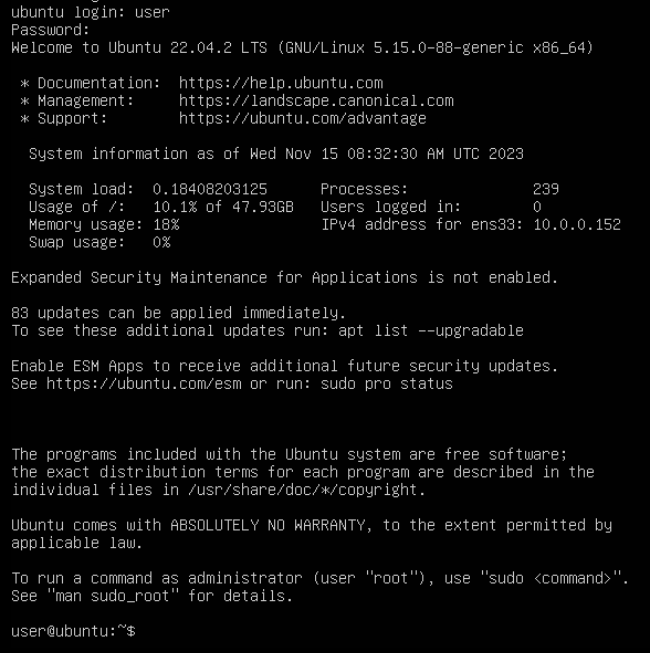 ubuntu login: user
Password:
Welcome to Ubuntu 22.04.2 LTS (GNU/Linux 5.15.0-88-generic x86_64)
* Documentation:  https://help.ubuntu.com
* Management:     https://landscape.canonical.com
* Support:        https://ubuntu.com/advantage
System information as of Wed Nov 15 08:32:30 AM UTC 2023
System load:  0.18408203125      Processes:              239
Usage of /:   10.1% of 47.93GB   Users logged in:        0
Memory usage: 18%                IPv4 address for ens33: 10.0.0.152
Swap usage:   0%
Expanded Security Maintenance for Applications is not enabled.
83 updates can be applied immediately.
To see these additional updates run: apt list --upgradable
Enable ESM Apps to receive additional future security updates.
See https://ubuntu.com/esm or run: sudo pro status
The programs included with the Ubuntu system are free software;
the exact distribution terms for each program are described in the
individual files in /usr/share/doc/*/copyright.
Ubuntu comes with ABSOLUTELY NO WARRANTY, to the extent permitted by
applicable law.
To run a command as administrator (user "root"), use "sudo <command>".
See "man sudo_root" for details.
user@ubuntu:~$